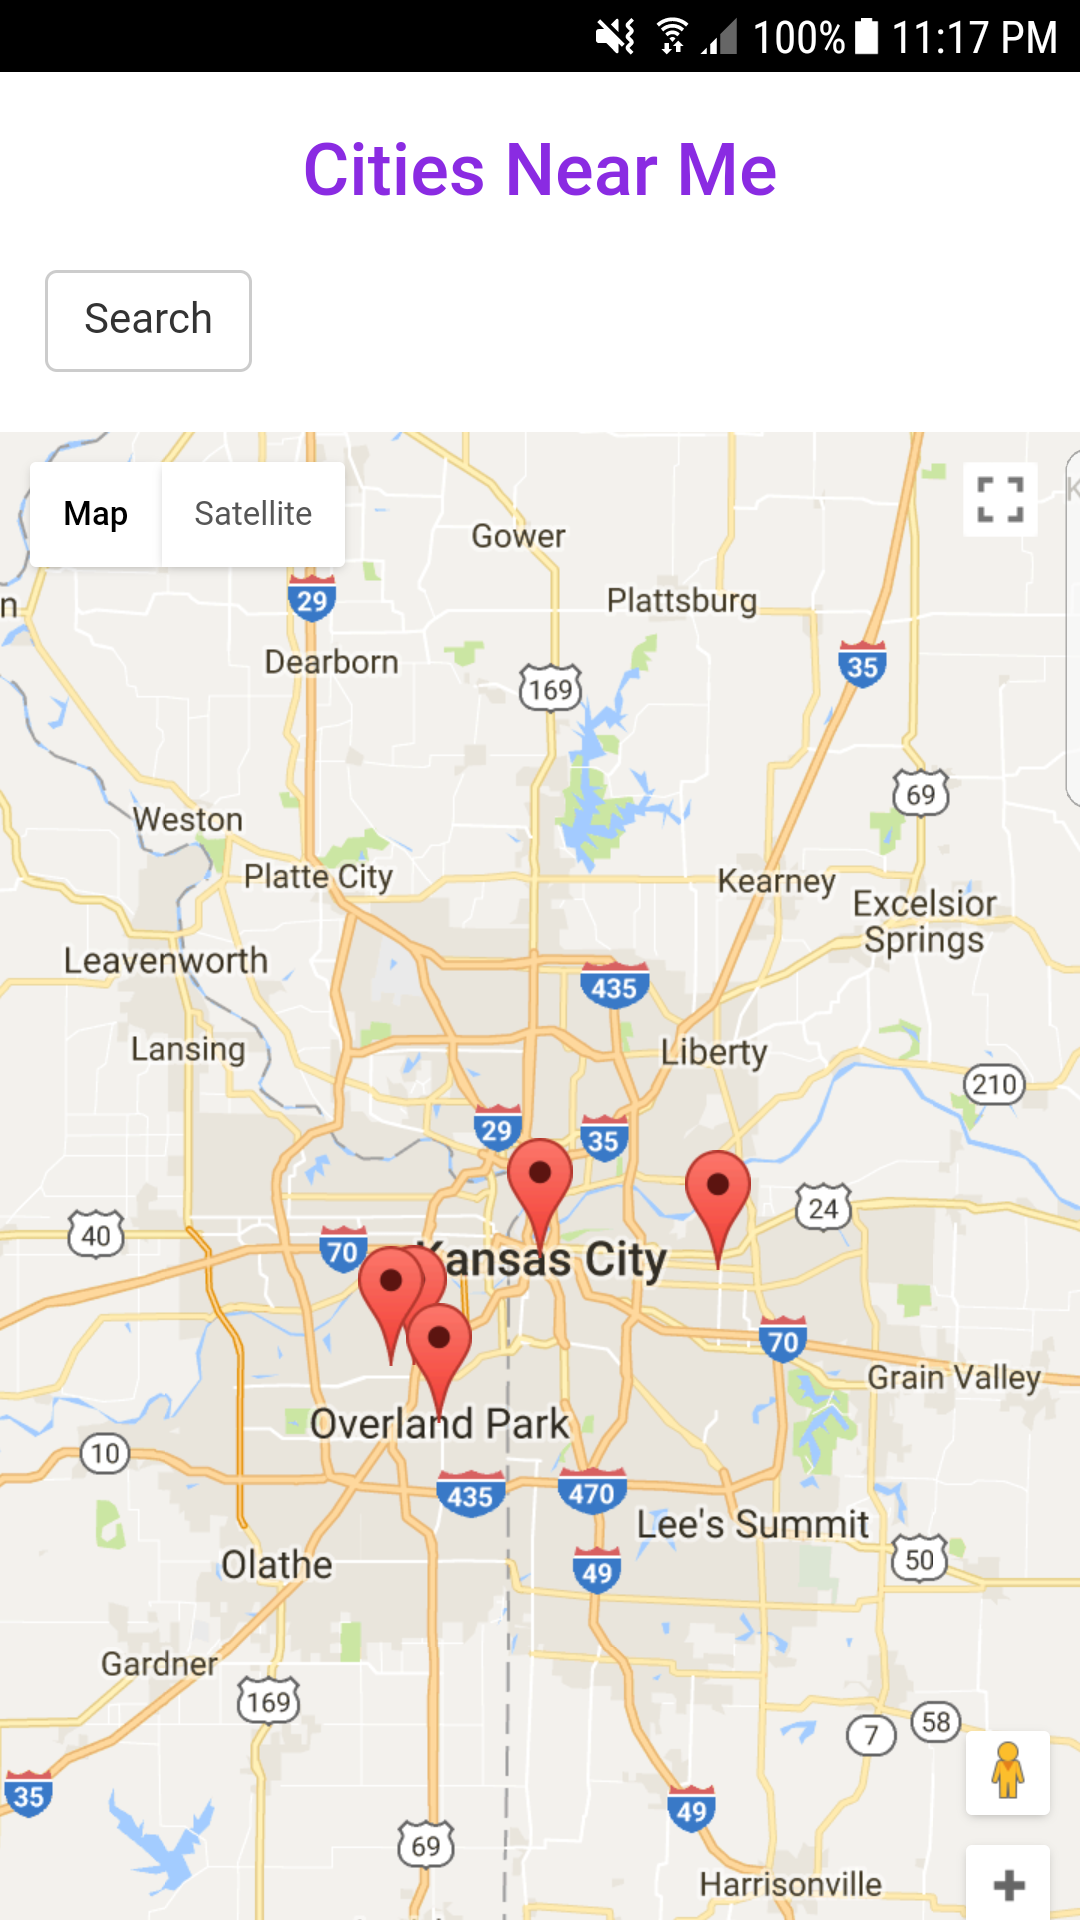 100% 11:17 PM
Cities Near Me
Search
Map Satellite
K
Gower
n
29
Plattsburg
Dearborn
35
169
69
Weston
Platte City
Kearney
Excelsior
Springs
Leavenworth
435
Lansing
Liberty
210
29
35
24
40
70
Kansas City
70
Grain Valley
Overland Park
10
435
470
Lee's Summit
50
49
Olathe
Gardner
169
58
7
35
49
69
Harrisonville
+